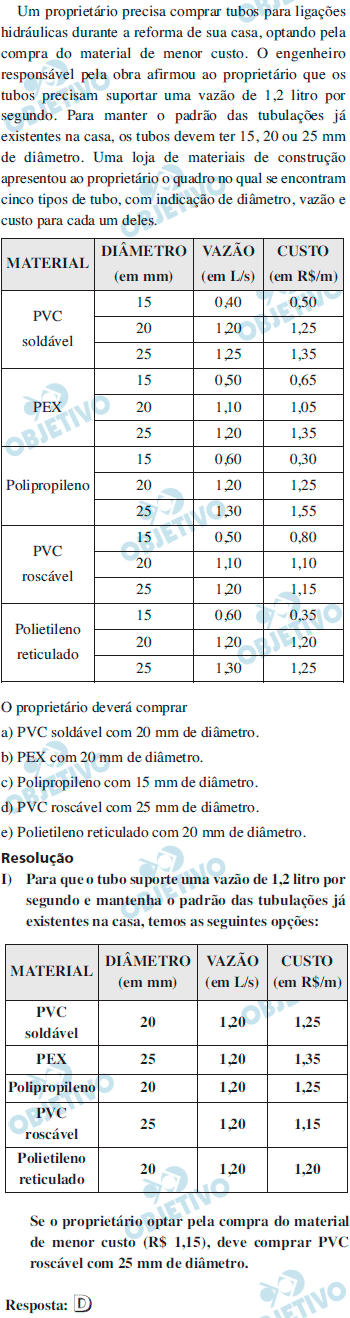 Um proprietário precisa comprar tubos para ligações
hidráulicas durante a reforma de sua casa, optando pela
compra do material de menor custo. O engenheiro
responsável pela obra afirmou ao proprietário que os
tubos precisam suportar uma vazão de 1,2 litro por
segundo. Para manter o padrão das tubulações já
existentes na casa, os tubos devem ter 15, 20 ou 25 mm
de diâmetro. Uma loja de materiais de construção
apresentou ao proprietário o quadro no qual se encontram
cinco tipos de tubo, com indicação de diâmetro, vazão e
custo para cada um deles.
MATERIAL DIÂMETRO (em mm) VAZÃO (em L/s) CUSTO (em R$/m)
PVC soldável 15 0,40 0,50
20 1,20 1,25
25 1,25 1,35
PEX 15 0,50 0,65
20 1,10 1,05
25 1,20 1,35
Polipropileno 15 0,60 0,30
20 1,20 1,25
25 1,30 1,55
PVC roscável 15 0,50 0,80
20 1,10 1,10
25 1,20 1,15
Polietileno reticulado 15 0,60 0,35
20 1,20 1,20
25 1,30 1,25
O proprietário deverá comprar
a) PVC soldável com 20 mm de diâmetro.
b) PEX com 20 mm de diâmetro.
c) Polipropileno com 15 mm de diâmetro.
d) PVC roscável com 25 mm de diâmetro.
e) Polietileno reticulado com 20 mm de diâmetro.
Resolução
I) Para que o tubo suporte uma vazão de 1,2 litro por
segundo e mantenha o padrão das tubulações já
existentes na casa, temos as seguintes opções:
MATERIAL DIÂMETRO (em mm) VAZÃO (em L/s) CUSTO (em R$/m)
PVC soldável 20 1,20 1,25
PEX 25 1,20 1,35
Polipropileno 20 1,20 1,25
PVC roscável 25 1,20 1,15
Polietileno reticulado 20 1,20 1,20
Se o proprietário optar pela compra do material
de menor custo (R$ 1,15), deve comprar PVC
roscável com 25 mm de diâmetro.
Resposta: D
OBJETIVO